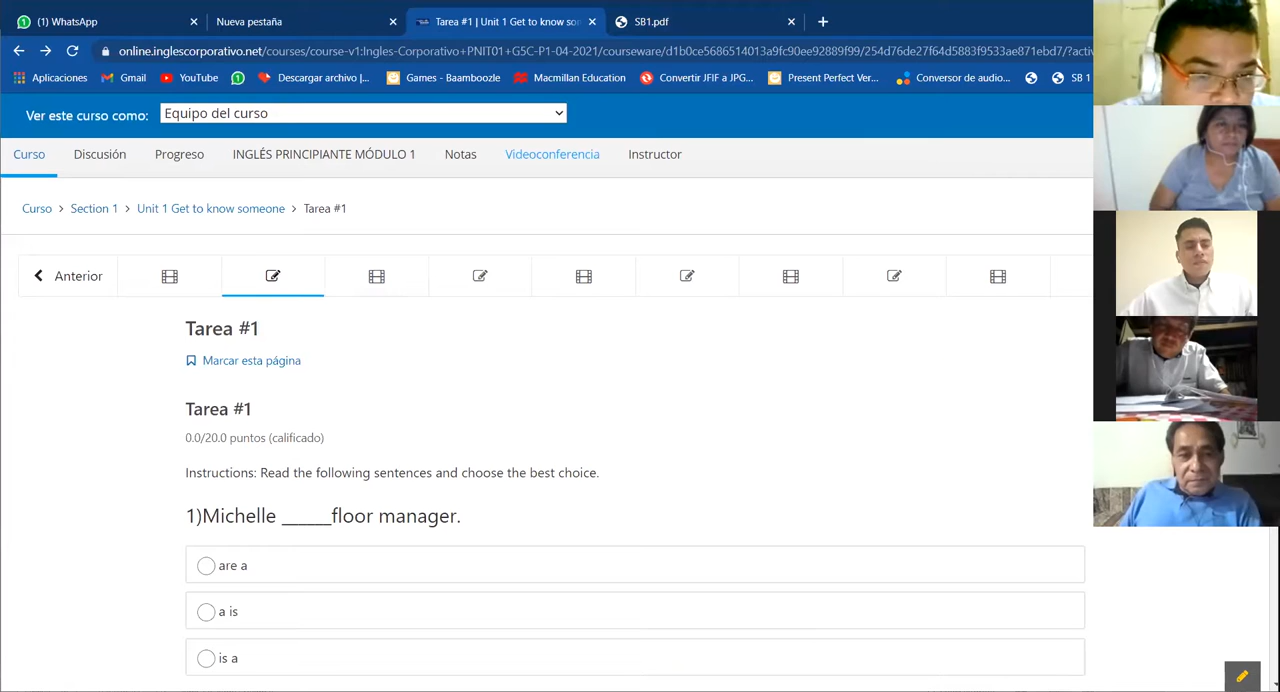 (1) WhatsApp
Nueva pestaña
Tarea #1 | Unit 1 Get to know son
SB1.pdf
online.inglescorporativo.net/courses/course-v1:Ingles-Corporativo+PNIT01+G5C-P1-04-2021/courseware/d1b0ce5686514013a9fc90ee92889f99/254d76de27f64d5883f9533ae871ebd7/?activ
Aplicaciones
Gmail
YouTube
Descargar archivo |...
Games - Baamboozle
Macmillan Education
Convertir JFIF a JPG...
Present Perfect Ver...
Conversor de audio...
SB 1
Ver este curso como: Equipo del curso
Curso Discusión Progreso INGLÉS PRINCIPIANTE MÓDULO 1 Notas Videoconferencia Instructor
Curso > Section 1 > Unit 1 Get to know someone > Tarea #1
Anterior
Tarea #1
Marcar esta página
Tarea #1
0.0/20.0 puntos (calificado)
Instructions: Read the following sentences and choose the best choice.
1)Michelle _____floor manager.
are a
a is
is a